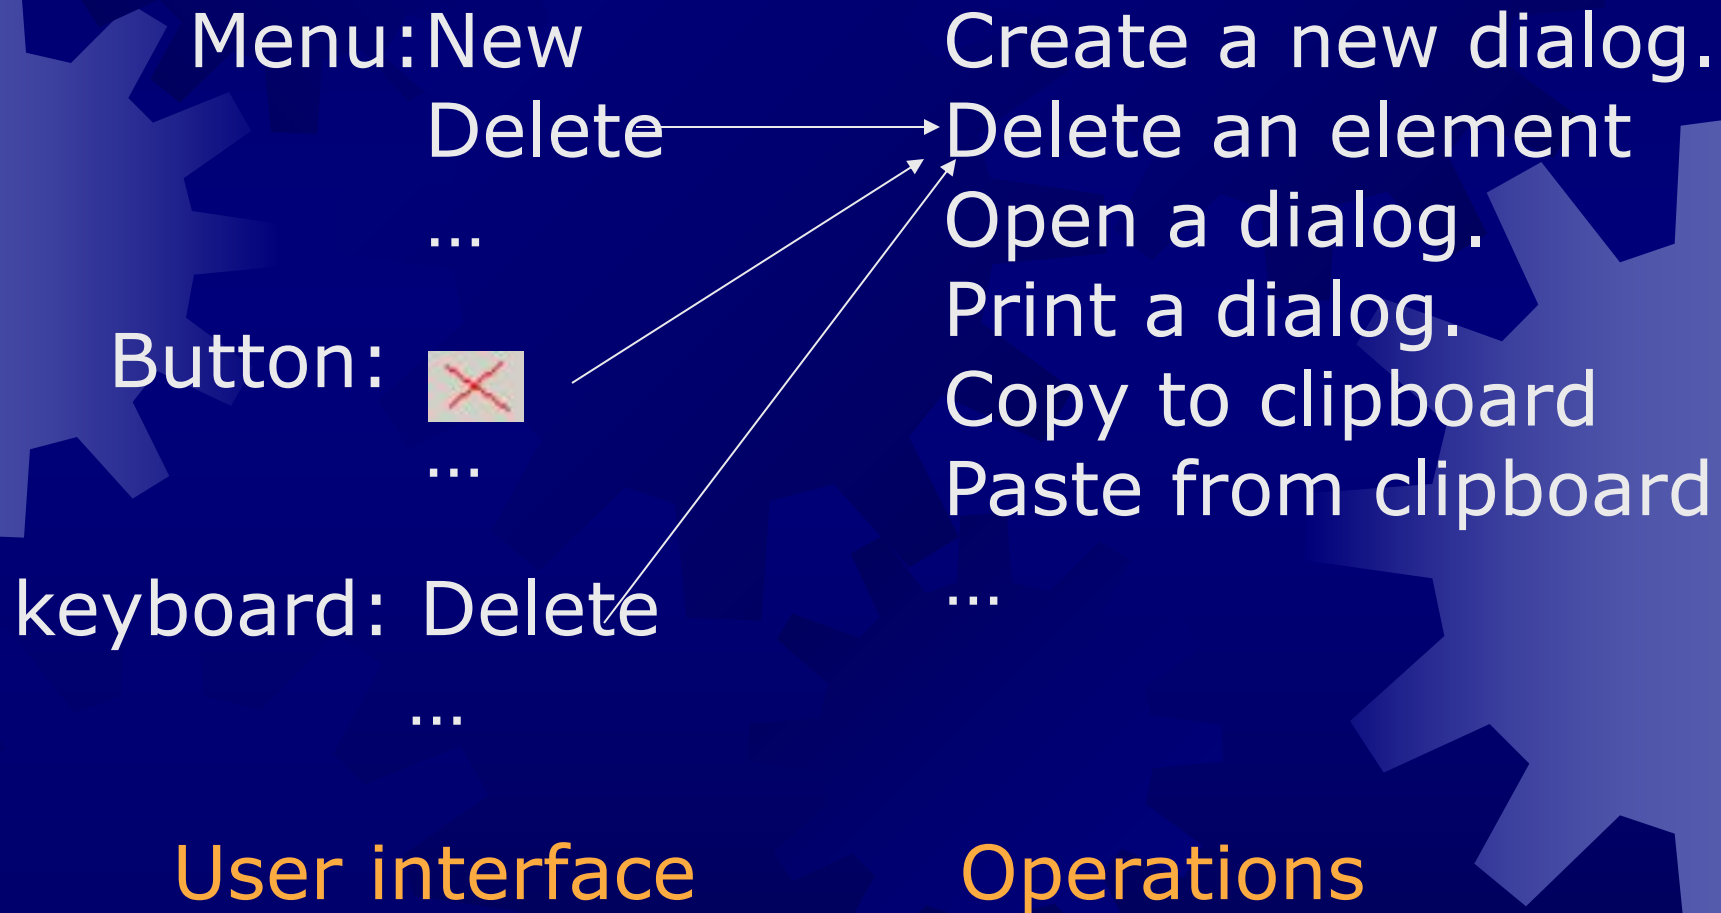 Menu:New
Delete
...
Button:
...
keyboard: Delete
...
User interface
Create a new dialog.
Delete an element
Open a dialog.
Print a dialog.
Copy to clipboard
Paste from clipboard
...
Operations